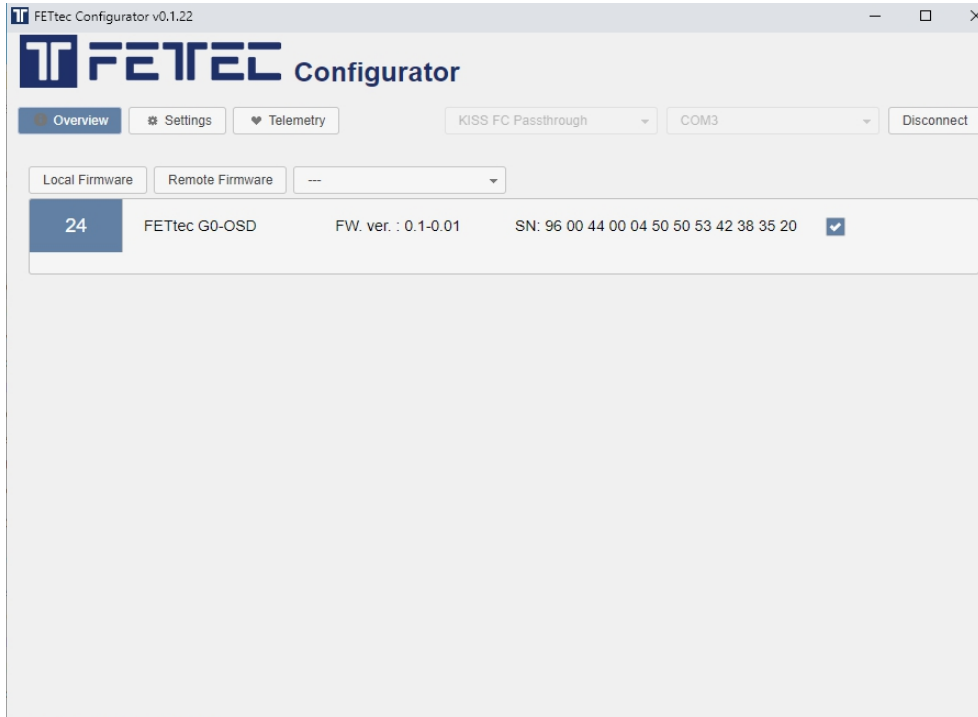 FETtec Configurator v0.1.22
FETTEC Configurator
Overview Settings Telemetry KISS FC Passthrough COM3 Disconnect
Local Firmware Remote Firmware ---
24 FETtec G0-OSD FW. ver. : 0.1-0.01 SN: 96 00 44 00 04 50 50 53 42 38 35 20